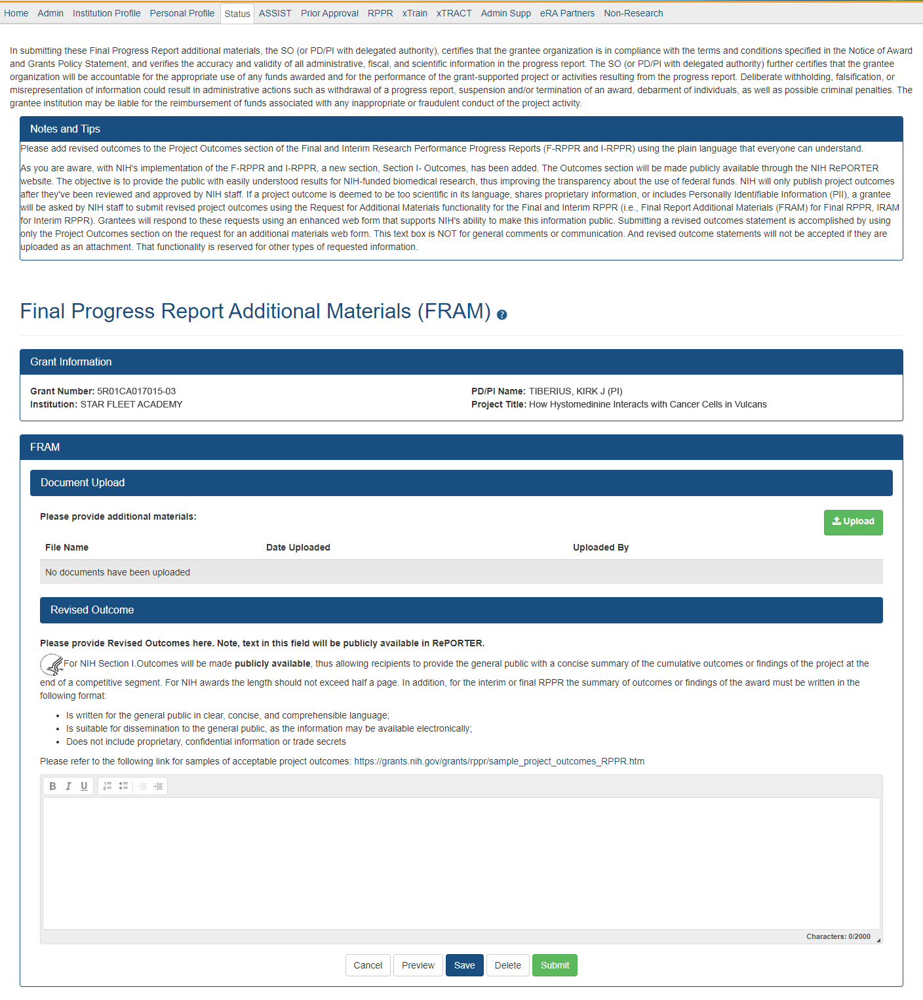 Home Admin Institution Profile Personal Profile Status ASSIST Prior Approval RPPR xTrain xTRACT Admin Supp eRA Partners Non-Research
In submitting these Final Progress Report additional materials, the SO (or PD/PI with delegated authority), certifies that the grantee organization is in compliance with the terms and conditions specified in the Notice of Award
and Grants Policy Statement, and verifies the accuracy and validity of all administrative, fiscal, and scientific information in the progress report. The SO (or PD/PI with delegated authority) further certifies that the grantee
organization will be accountable for the appropriate use of any funds awarded and for the performance of the grant-supported project or activities resulting from the progress report. Deliberate withholding, falsification, or
misrepresentation of information could result in administrative actions such as withdrawal of a progress report, suspension and/or termination of an award, debarment of individuals, as well as possible criminal penalties. The
grantee institution may be liable for the reimbursement of funds associated with any inappropriate or fraudulent conduct of the project activity.
Notes and Tips
Please add revised outcomes to the Project Outcomes section of the Final and Interim Research Performance Progress Reports (F-RPPR and I-RPPR) using the plain language that everyone can understand.
As you are aware, with NIH's implementation of the F-RPPR and I-RPPR, a new section, Section I- Outcomes, has been added. The Outcomes section will be made publicly available through the NIH RePORTER
website. The objective is to provide the public with easily understood results for NIH-funded biomedical research, thus improving the transparency about the use of federal funds. NIH will only publish project outcomes
after they've been reviewed and approved by NIH staff. If a project outcome is deemed to be too scientific in its language, shares proprietary information, or includes Personally Identifiable Information (PII), a grantee
will be asked by NIH staff to submit revised project outcomes using the Request for Additional Materials functionality for the Final and Interim RPPR (i.e., Final Report Additional Materials (FRAM) for Final RPPR, IRAM
for Interim RPPR). Grantees will respond to these requests using an enhanced web form that supports NIH's ability to make this information public. Submitting a revised outcomes statement is accomplished by using
only the Project Outcomes section on the request for an additional materials web form. This text box is NOT for general comments or communication. And revised outcome statements will not be accepted if they are
uploaded as an attachment. That functionality is reserved for other types of requested information.
Final Progress Report Additional Materials (FRAM) ?
Grant Information
Grant Number: 5R01CA017015-03 PD/PI Name: TIBERIUS, KIRK J (PI)
Institution: STAR FLEET ACADEMY Project Title: How Hystomedinine Interacts with Cancer Cells in Vulcans
FRAM
Document Upload
Please provide additional materials: Upload
File Name Date Uploaded Uploaded By
No documents have been uploaded
Revised Outcome
Please provide Revised Outcomes here. Note, text in this field will be publicly available in RePORTER.
For NIH Section I.Outcomes will be made publicly available, thus allowing recipients to provide the general public with a concise summary of the cumulative outcomes or findings of the project at the
end of a competitive segment. For NIH awards the length should not exceed half a page. In addition, for the interim or final RPPR the summary of outcomes or findings of the award must be written in the
following format:
• Is written for the general public in clear, concise, and comprehensible language;
• Is suitable for dissemination to the general public, as the information may be available electronically;
• Does not include proprietary, confidential information or trade secrets
Please refer to the following link for samples of acceptable project outcomes: https://grants.nih.gov/grants/rppr/sample_project_outcomes_RPPR.htm
B I U
Characters: 0/2000
Cancel Preview Save Delete Submit